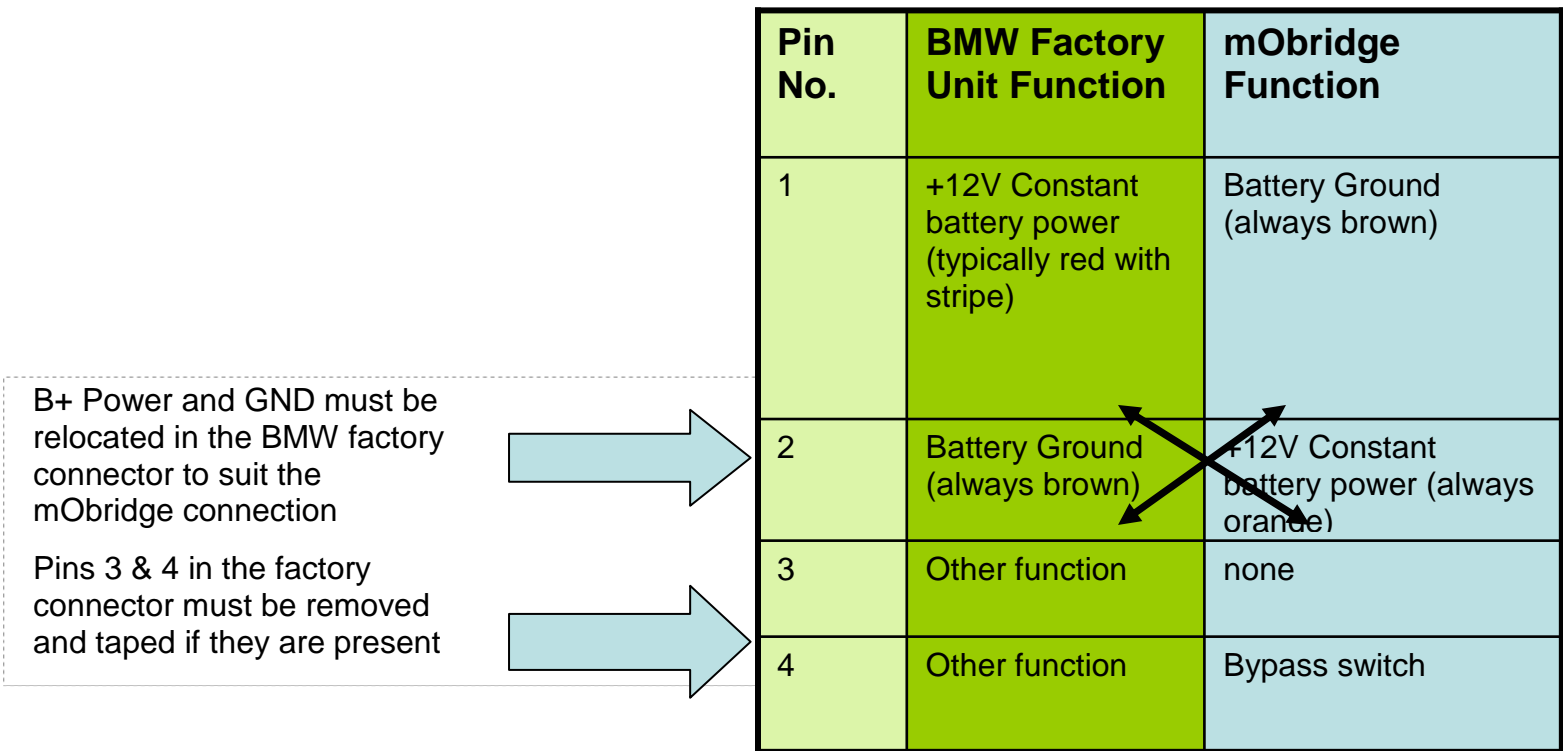 Pin No.
BMW Factory Unit Function
mObridge Function
1
+12V Constant battery power (typically red with stripe)
Battery Ground (always brown)
B+ Power and GND must be
relocated in the BMW factory
connector to suit the
mObridge connection
2
Battery Ground (always brown)
+12V Constant battery power (always orange)
Pins 3 & 4 in the factory
connector must be removed
and taped if they are present
3
Other function
none
4
Other function
Bypass switch